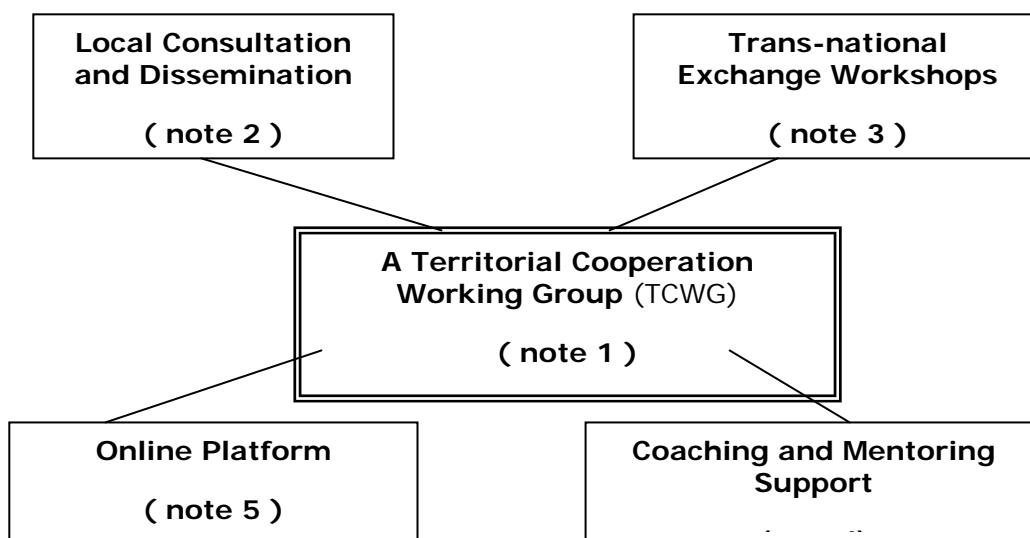 Local Consultation
and Dissemination
( note 2 )
Trans-national
Exchange Workshops
( note 3 )
A Territorial Cooperation
Working Group (TCWG)
( note 1 )
Online Platform
( note 5 )
Coaching and Mentoring
Support